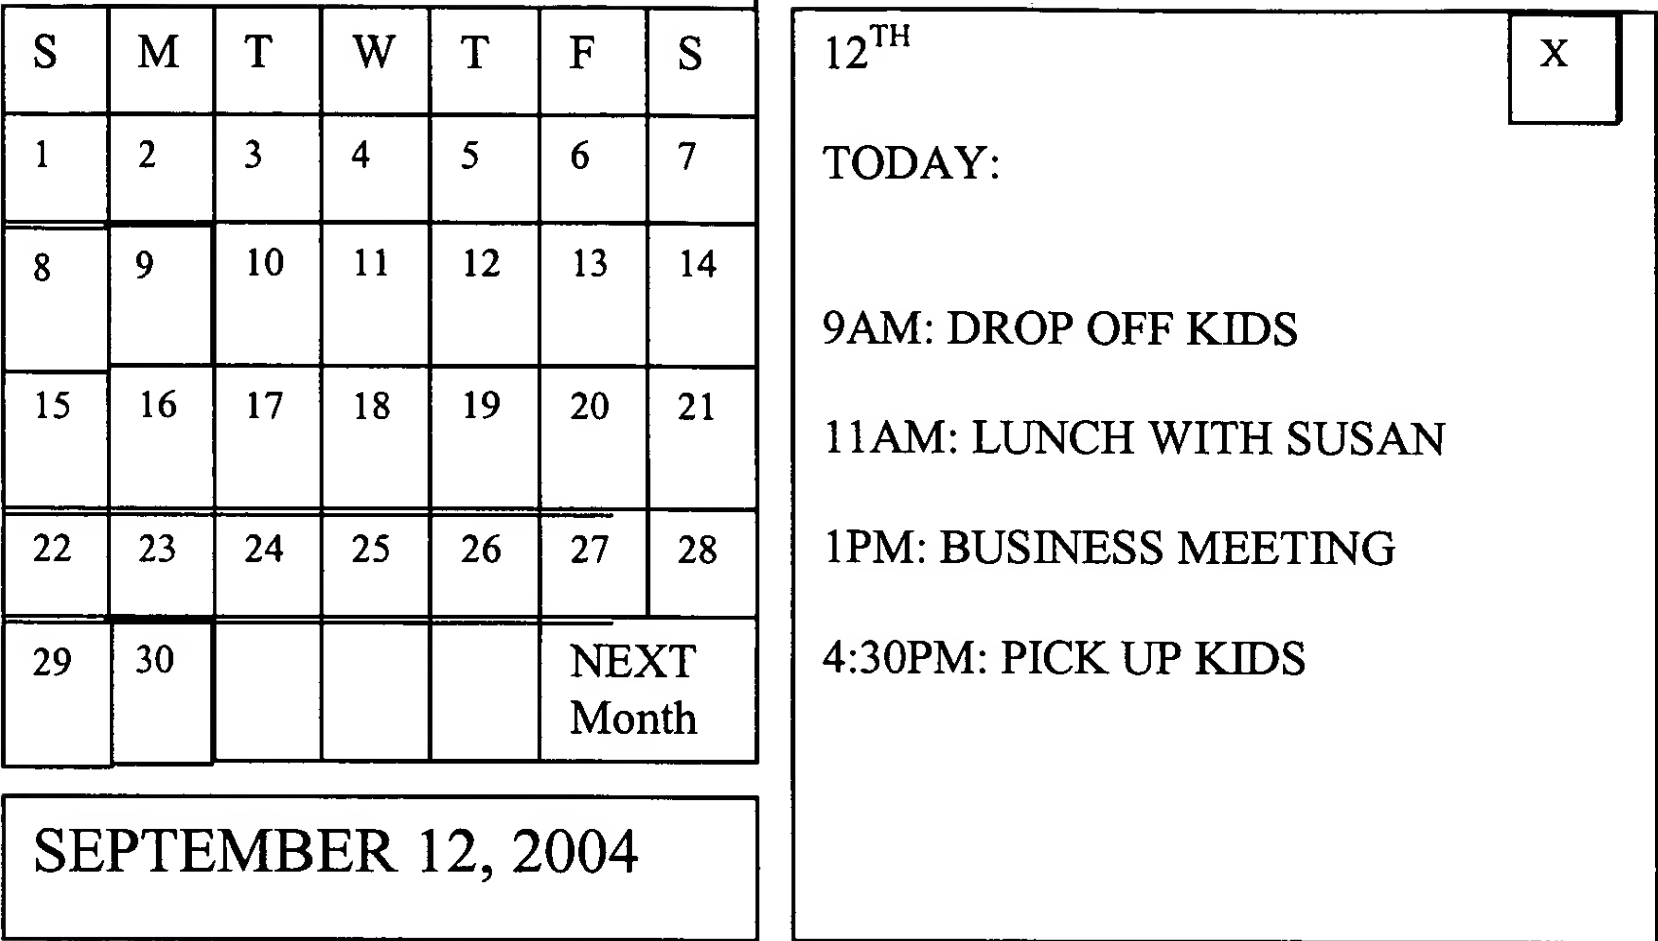 S M T W T F S
1 2 3 4 5 6 7
8 9 10 11 12 13 14
15 16 17 18 19 20 21
22 23 24 25 26 27 28
29 30 NEXT
Month
SEPTEMBER 12, 2004
12TH X
TODAY:
9AM: DROP OFF KIDS
11AM: LUNCH WITH SUSAN
1PM: BUSINESS MEETING
4:30PM: PICK UP KIDS